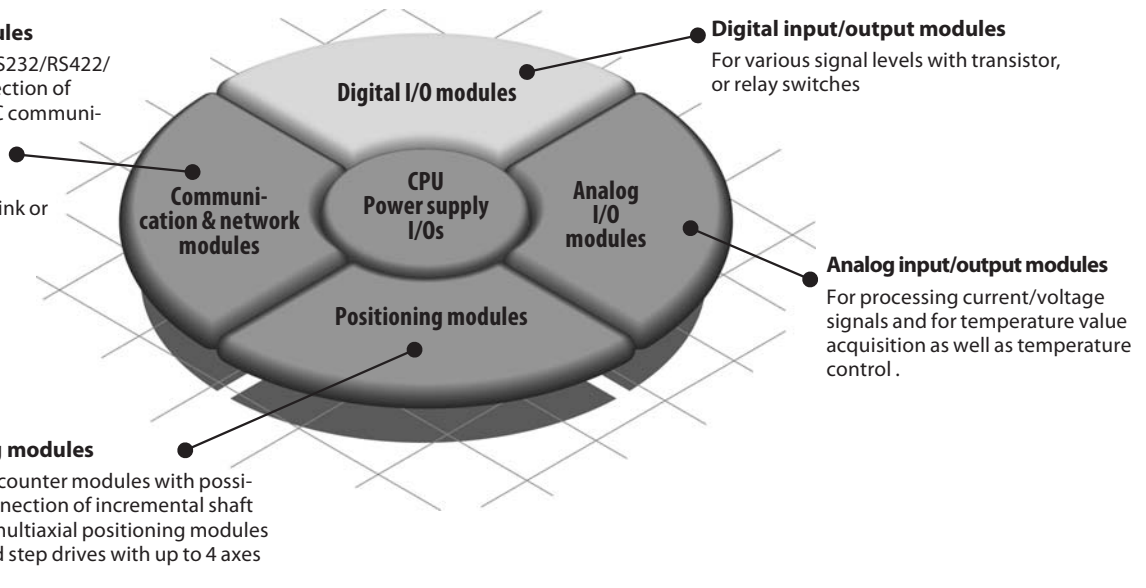 ules
S232/RS422/
ection of
C communi-
ink or
Digital input/output modules
For various signal levels with transistor,
or relay switches
Digital I/O modules
Communi-
cation & network
modules
CPU
Power supply
I/Os
Analog
I/O
modules
Positioning modules
Analog input/output modules
For processing current/voltage
signals and for temperature value
acquisition as well as temperature
control .
g modules
counter modules with possi-
nnection of incremental shaft
multiaxial positioning modules
d step drives with up to 4 axes